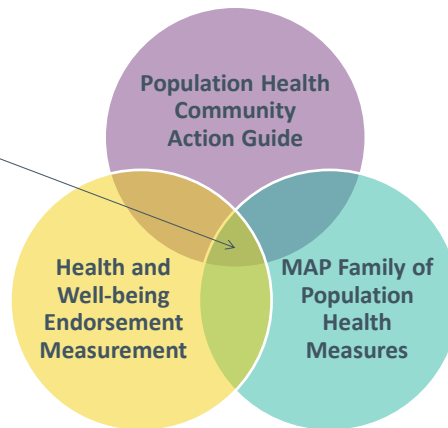 Population Health
Community
Action Guide
Health and
Well-being
Endorsement
Measurement
MAP Family of
Population
Health
Measures